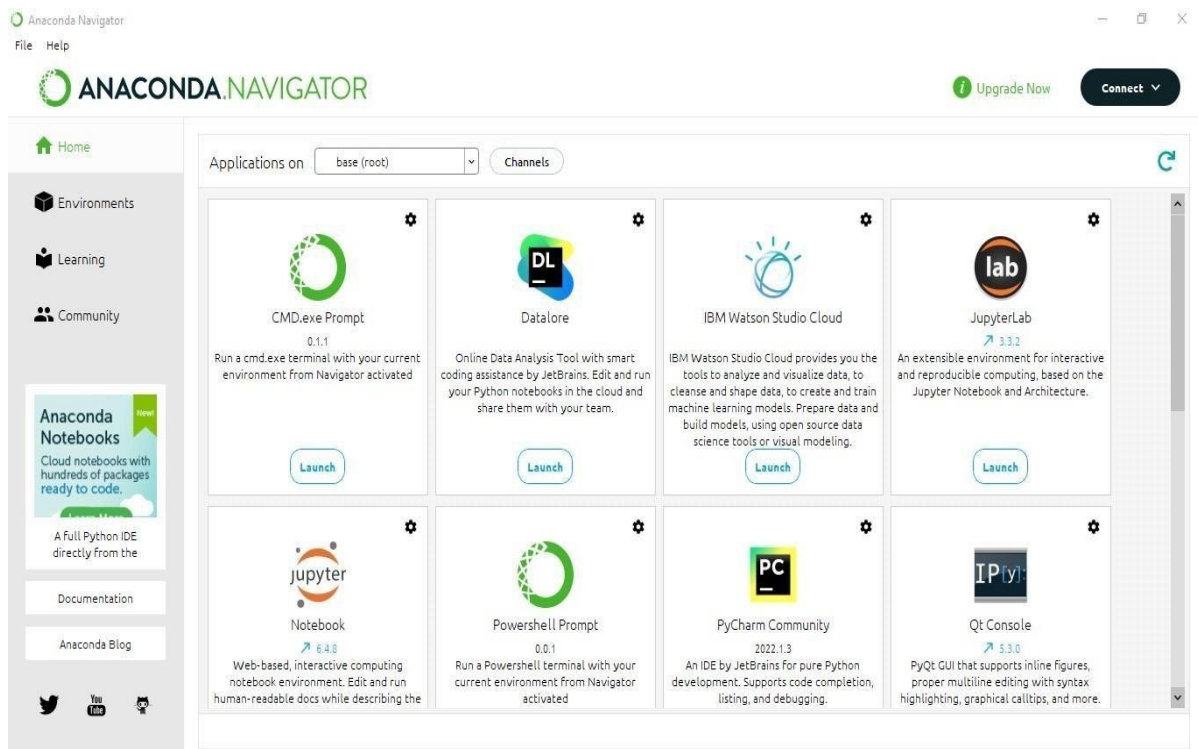 Anaconda Navigator
File Help
ANACONDA.NAVIGATOR
Upgrade Now
Connect
Home
Environments
Learning
Community
Anaconda
Notebooks
New!
Cloud notebooks with
hundreds of packages
ready to code.
Learn More
A full Python IDE
directly from the
Documentation
Anaconda Blog
You
Tube
Applications on base (root) Channels
CMD.exe Prompt
0.1.1
Run a cmd.exe terminal with your current
environment from Navigator activated
Launch
DL
Datalore
Online Data Analysis Tool with smart
coding assistance by JetBrains. Edit and run
your Python notebooks in the cloud and
share them with your team.
Launch
IBM Watson Studio Cloud
IBM Watson Studio Cloud provides you the
tools to analyze and visualize data, to
cleanse and shape data, to create and train
machine learning models. Prepare data and
build models, using open source data
science tools or visual modeling.
Launch
lab
JupyterLab
3.3.2
An extensible environment for interactive
and reproducible computing, based on the
Jupyter Notebook and Architecture.
Launch
jupyter
Notebook
6.4.8
Web-based, interactive computing
notebook environment. Edit and run
human-readable docs while describing the
Powershell Prompt
0.0.1
Run a Powershell terminal with your
current environment from Navigator
activated
PC
PyCharm Community
2022.1.3
An IDE by JetBrains for pure Python
development. Supports code completion,
listing, and debugging.
IP[y]:
Qt Console
5.3.0
PyQt GUI that supports inline figures,
proper multiline editing with syntax
highlighting, graphical calltips, and more.